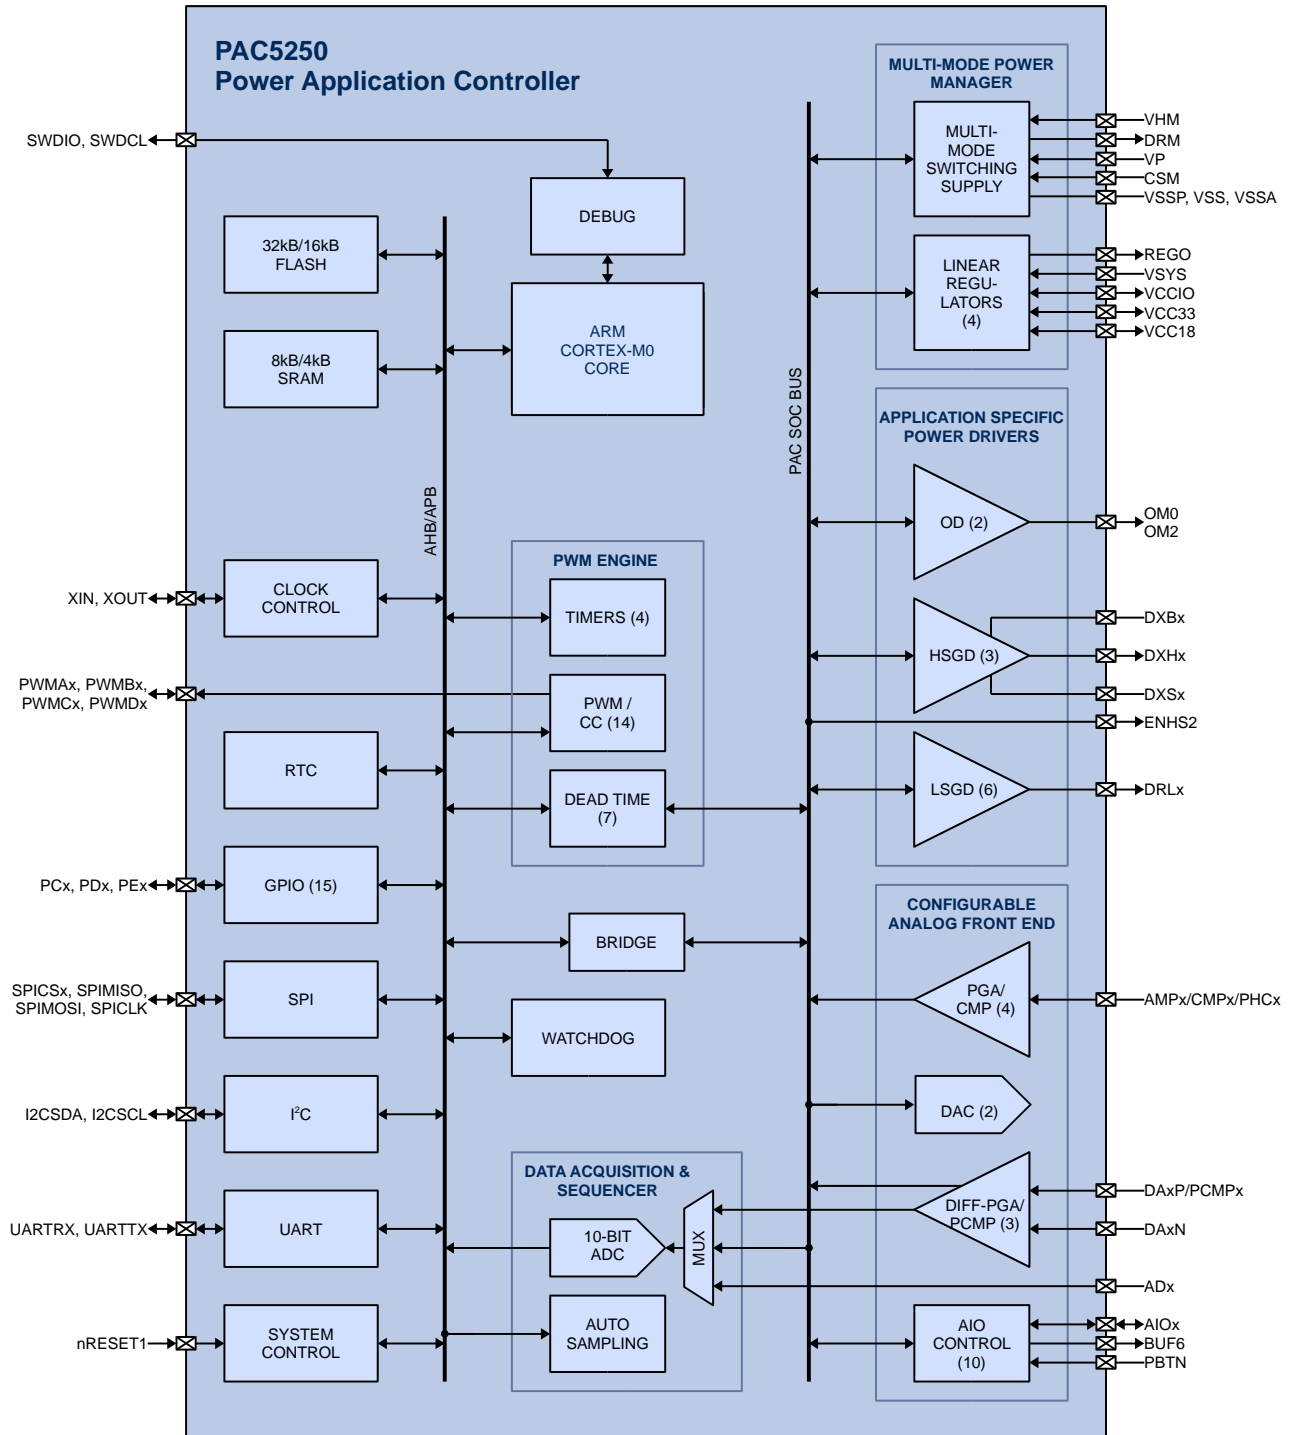 PAC5250
Power Application Controller
SWDIO, SWDCL
DEBUG
32kB/16kB
FLASH
ARM
CORTEX-M0
CORE
8kB/4kB
SRAM
AHB/APB
PAC SOC BUS
XIN, XOUT
CLOCK
CONTROL
PWM ENGINE
TIMERS (4)
PWMAx, PWMBx,
PWMCx, PWMDx
PWM /
CC (14)
RTC
DEAD TIME
(7)
PCx, PDx, PEx
GPIO (15)
BRIDGE
SPICSx, SPIMISO,
SPIMOSI, SPICLK
SPI
WATCHDOG
I2CSDA, I2CSCL
I²C
DATA ACQUISITION &
SEQUENCER
UARTRX, UARTTX
UART
10-BIT
ADC
MUX
nRESET1
SYSTEM
CONTROL
AUTO
SAMPLING
MULTI-MODE POWER
MANAGER
MULTI-
MODE
SWITCHING
SUPPLY
VHM
DRM
VP
CSM
VSSP, VSS, VSSA
LINEAR
REGU-
LATORS
(4)
REGO
VSYS
VCCIO
VCC33
VCC18
APPLICATION SPECIFIC
POWER DRIVERS
OD (2)
OM0
OM2
HSGD (3)
DXBx
DXHx
DXSx
ENHS2
LSGD (6)
DRLx
CONFIGURABLE
ANALOG FRONT END
PGA/
CMP (4)
AMPx/CMPx/PHCx
DAC (2)
DIFF-PGA/
PCMP (3)
DAxP/PCMPx
DAxN
ADx
AIO
CONTROL
(10)
AIOx
BUF6
PBTN